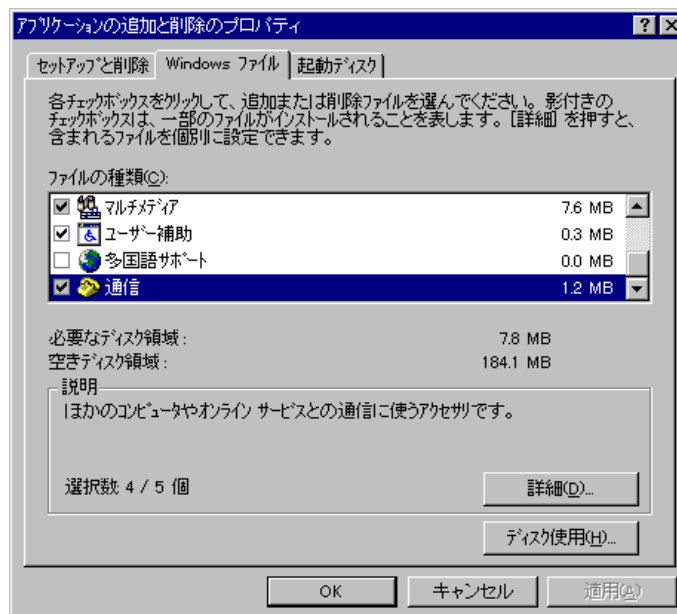 アプリケーションの追加と削除のプロパティ
セットアップと削除 Windows ファイル 起動ディスク
各チェックボックスをクリックして、追加または削除ファイルを選んでください。影付きの
チェックボックスは、一部のファイルがインストールされることを表します。[詳細] を押すと、
含まれるファイルを個別に設定できます。
ファイルの種類(C):
マルチメディア 7.6 MB
ユーザー補助 0.3 MB
多国語サポート 0.0 MB
通信 1.2 MB
必要なディスク領域: 7.8 MB
空きディスク領域: 184.1 MB
説明
ほかのコンピュータやオンライン サービスとの通信に使うアクセサリです。
選択数: 4 / 5 個
詳細(D)...
ディスク使用(H)...
OK キャンセル 適用(A)